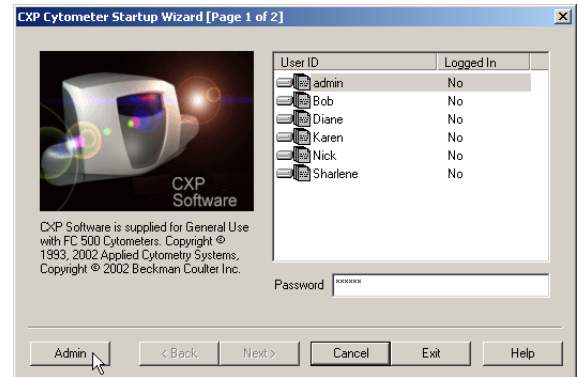 CXP Cytometer Startup Wizard [Page 1 of 2]
CXP
Software
CXP Software is supplied for General Use
with FC 500 Cytometers. Copyright ©
1993, 2002 Applied Cytometry Systems,
Copyright © 2002 Beckman Coulter Inc.
User ID Logged In
admin No
Bob No
Diane No
Karen No
Nick No
Sharlene No
Password ××××××
Admin < Back Next > Cancel Exit Help